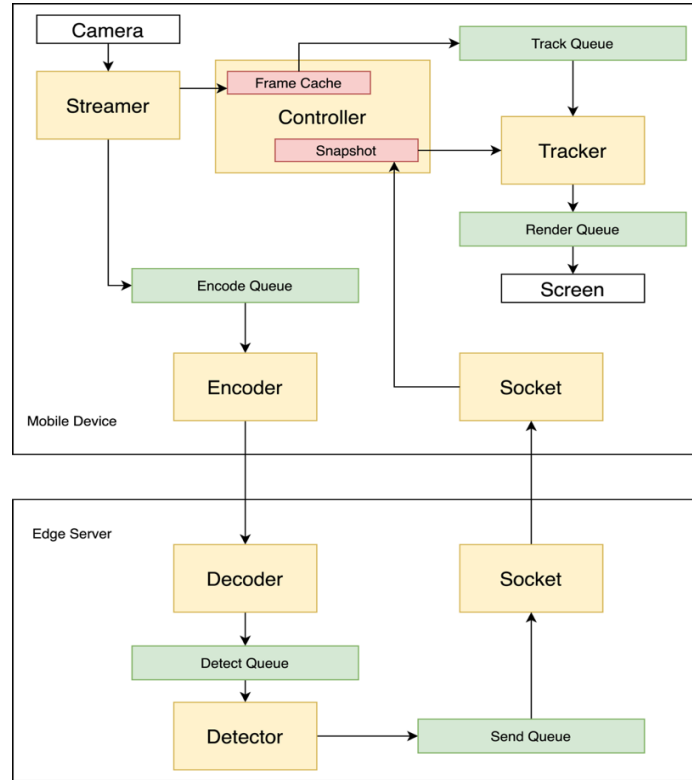 Camera
Track Queue
Frame Cache
Streamer
Controller
Snapshot
Tracker
Render Queue
Encode Queue
Screen
Encoder
Socket
Mobile Device
Edge Server
Decoder
Socket
Detect Queue
Detector
Send Queue